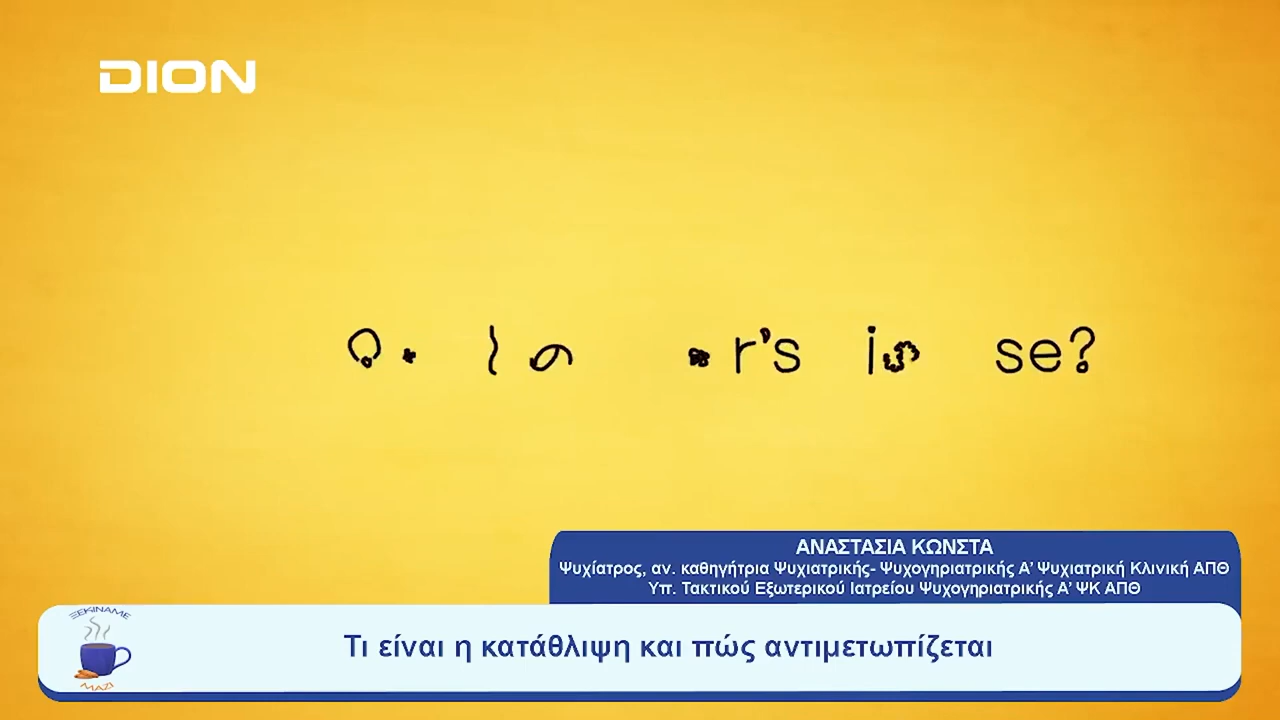 DION
r's
se?
ΑΝΑΣΤΑΣΙΑ ΚΩΝΣΤΑ
Ψυχίατρος, αν. καθηγήτρια Ψυχιατρικής- Ψυχογηριατρικής Α' Ψυχιατρική Κλινική ΑΠΘ
Υπ. Τακτικού Εξωτερικού Ιατρείου Ψυχογηριατρικής Α' ΨΚ ΑΠΘ
ΞΕΚΙΝΑΜΕ
ΜΑΖΙ
Τι είναι η κατάθλιψη και πώς αντιμετωπίζεται